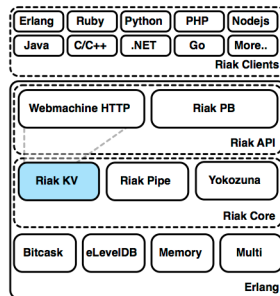 Erlang Ruby Python PHP Nodejs
Java C/C++ .NET Go More..
Riak Clients
Webmachine HTTP Riak PB
Riak API
Riak KV Riak Pipe Yokozuna
Riak Core
Bitcask eLevelDB Memory Multi
Erlang